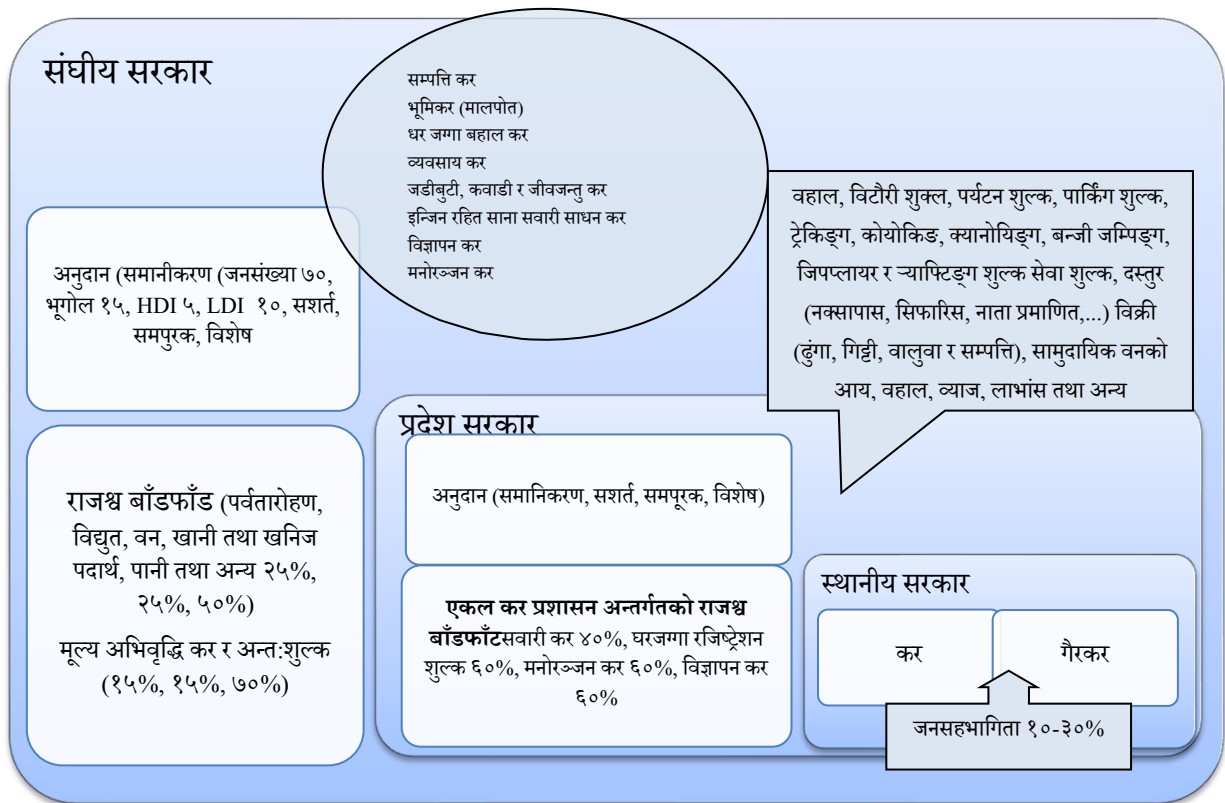 संघीय सरकार
सम्पत्ति कर
भूमिकर (मालपोत)
धर जग्गा बहाल कर
व्यवसाय कर
जडीबुटी, कवाडी र जीवजन्तु कर
इन्जिन रहित साना सवारी साधन कर
विज्ञापन कर
मनोरञ्जन कर
वहाल, विटौरी शुक्ल, पर्यटन शुल्क, पार्किंग शुल्क,
ट्रेकिङ्ग, कोयोकिङ, क्यानोयिङ्ग, बन्जी जम्पिङ्ग,
जिपप्लायर र ऱ्याफ्टिङ्ग शुल्क सेवा शुल्क, दस्तुर
(नक्सापास, सिफारिस, नाता प्रमाणित,...) विक्री
(ढुंगा, गिट्टी, वालुवा र सम्पत्ति), सामुदायिक वनको
आय, वहाल, व्याज, लाभांस तथा अन्य
अनुदान (समानीकरण (जनसंख्या ७०,
भूगोल १५, HDI ५, LDI १०, सशर्त,
समपुरक, विशेष
राजश्व बाँडफाँड (पर्वतारोहण,
विद्युत, वन, खानी तथा खनिज
पदार्थ, पानी तथा अन्य २५%,
२५%, ५०%)
मूल्य अभिवृद्धि कर र अन्त:शुल्क
(१५%, १५%, ७०%)
प्रदेश सरकार
अनुदान (समानिकरण, सशर्त, समपूरक, विशेष)
एकल कर प्रशासन अन्तर्गतको राजश्व
बाँडफाँटसवारी कर ४०%, घरजग्गा रजिष्ट्रेशन
शुल्क ६०%, मनोरञ्जन कर ६०%, विज्ञापन कर
६०%
स्थानीय सरकार
कर
गैरकर
जनसहभागिता १०-३०%